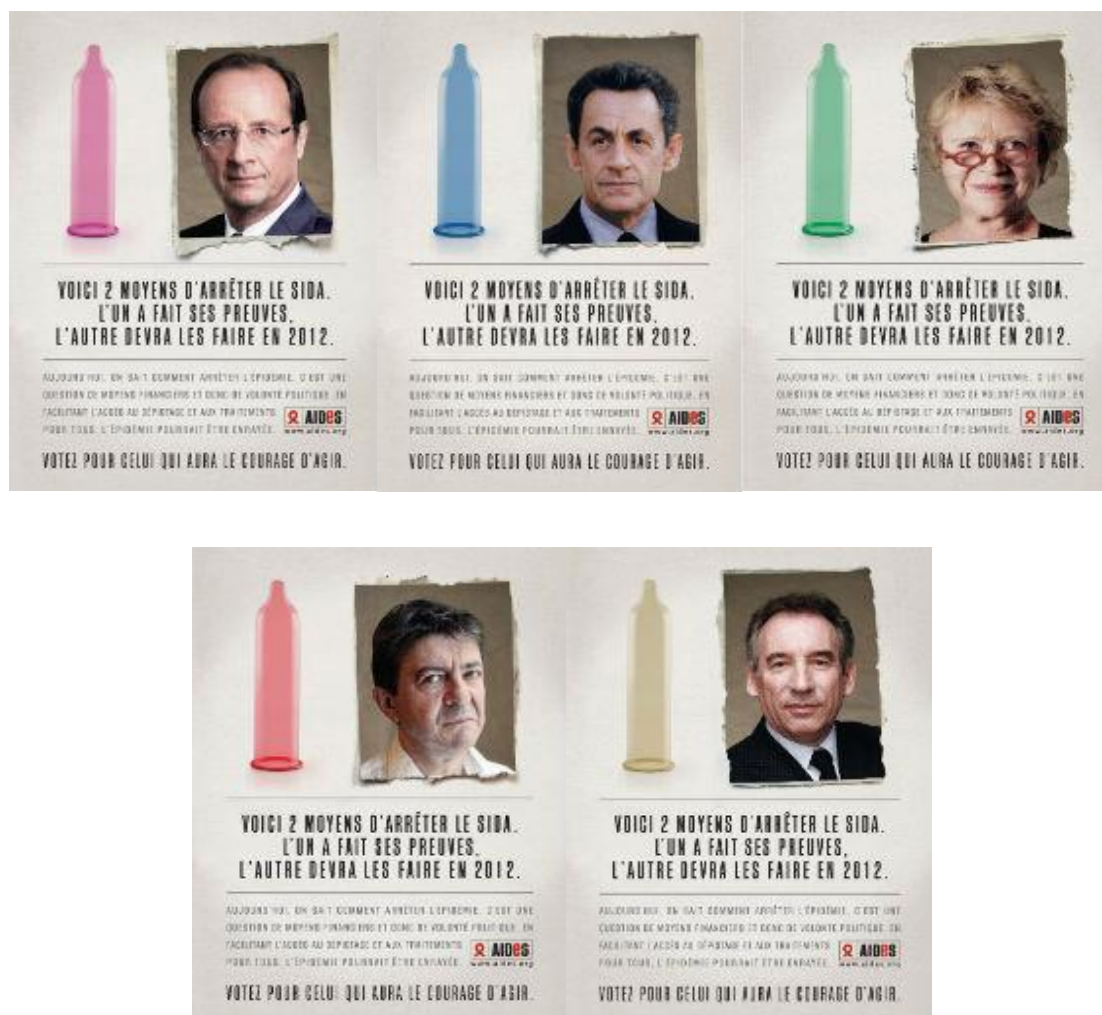 VOICI 2 MOYENS D'ARRÊTER LE SIDA.
L'UN A FAIT SES PREUVES.
L'AUTRE DEVRA LES FAIRE EN 2012.
AUJOURD'HUI, ON SAIT COMMENT ARRÊTER L'ÉPIDÉMIE. C'EST UNE
QUESTION DE MOYENS FINANCIERS ET DONC DE VOLONTÉ POLITIQUE. EN
FACILITANT L'ACCÈS AU DÉPISTAGE ET AUX TRAITEMENTS
POUR TOUS, L'ÉPIDÉMIE POURRAIT ÊTRE ENRAYÉE.
AIDES
www.aides.org
VOTEZ POUR CELUI QUI AURA LE COURAGE D'AGIR.
VOICI 2 MOYENS D'ARRÊTER LE SIDA.
L'UN A FAIT SES PREUVES.
L'AUTRE DEVRA LES FAIRE EN 2012.
AUJOURD'HUI, ON SAIT COMMENT ARRÊTER L'ÉPIDÉMIE. C'EST UNE
QUESTION DE MOYENS FINANCIERS ET DONC DE VOLONTÉ POLITIQUE. EN
FACILITANT L'ACCÈS AU DÉPISTAGE ET AUX TRAITEMENTS
POUR TOUS, L'ÉPIDÉMIE POURRAIT ÊTRE ENRAYÉE.
AIDES
www.aides.org
VOTEZ POUR CELUI QUI AURA LE COURAGE D'AGIR.
VOICI 2 MOYENS D'ARRÊTER LE SIDA.
L'UN A FAIT SES PREUVES.
L'AUTRE DEVRA LES FAIRE EN 2012.
AUJOURD'HUI, ON SAIT COMMENT ARRÊTER L'ÉPIDÉMIE. C'EST UNE
QUESTION DE MOYENS FINANCIERS ET DONC DE VOLONTÉ POLITIQUE. EN
FACILITANT L'ACCÈS AU DÉPISTAGE ET AUX TRAITEMENTS
POUR TOUS, L'ÉPIDÉMIE POURRAIT ÊTRE ENRAYÉE.
AIDES
www.aides.org
VOTEZ POUR CELUI QUI AURA LE COURAGE D'AGIR.
VOICI 2 MOYENS D'ARRÊTER LE SIDA.
L'UN A FAIT SES PREUVES.
L'AUTRE DEVRA LES FAIRE EN 2012.
AUJOURD'HUI, ON SAIT COMMENT ARRÊTER L'ÉPIDÉMIE. C'EST UNE
QUESTION DE MOYENS FINANCIERS ET DONC DE VOLONTÉ POLITIQUE. EN
FACILITANT L'ACCÈS AU DÉPISTAGE ET AUX TRAITEMENTS
POUR TOUS, L'ÉPIDÉMIE POURRAIT ÊTRE ENRAYÉE.
AIDES
www.aides.org
VOTEZ POUR CELUI QUI AURA LE COURAGE D'AGIR.
VOICI 2 MOYENS D'ARRÊTER LE SIDA.
L'UN A FAIT SES PREUVES.
L'AUTRE DEVRA LES FAIRE EN 2012.
AUJOURD'HUI, ON SAIT COMMENT ARRÊTER L'ÉPIDÉMIE. C'EST UNE
QUESTION DE MOYENS FINANCIERS ET DONC DE VOLONTÉ POLITIQUE. EN
FACILITANT L'ACCÈS AU DÉPISTAGE ET AUX TRAITEMENTS
POUR TOUS, L'ÉPIDÉMIE POURRAIT ÊTRE ENRAYÉE.
AIDES
www.aides.org
VOTEZ POUR CELUI QUI AURA LE COURAGE D'AGIR.